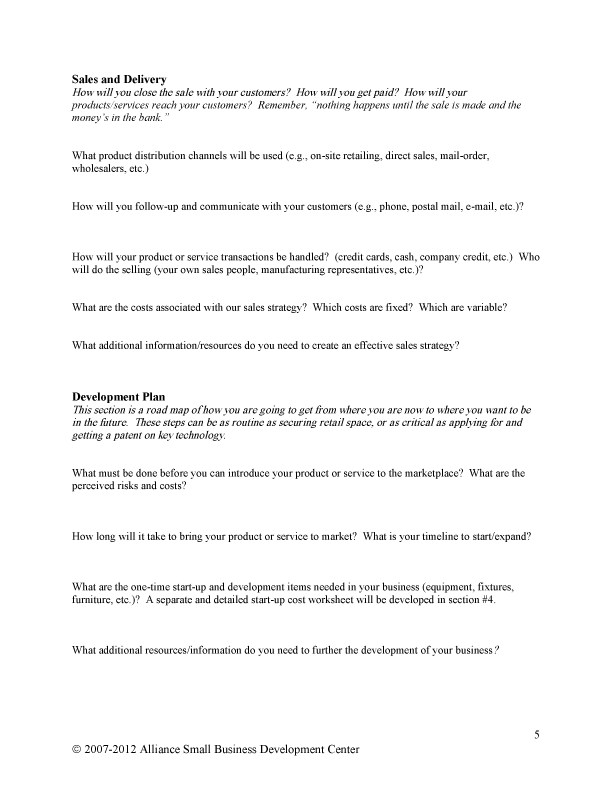 Sales and Delivery
How will you close the sale with your customers?  How will you get paid?  How will your
products/services reach your customers?  Remember, “nothing happens until the sale is made and the
money’s in the bank.”
What product distribution channels will be used (e.g., on-site retailing, direct sales, mail-order,
wholesalers, etc.)
How will you follow-up and communicate with your customers (e.g., phone, postal mail, e-mail, etc.)?
How will your product or service transactions be handled?  (credit cards, cash, company credit, etc.)  Who
will do the selling (your own sales people, manufacturing representatives, etc.)?
What are the costs associated with our sales strategy?  Which costs are fixed?  Which are variable?
What additional information/resources do you need to create an effective sales strategy?
Development Plan
This section is a road map of how you are going to get from where you are now to where you want to be
in the future.  These steps can be as routine as securing retail space, or as critical as applying for and
getting a patent on key technology.
What must be done before you can introduce your product or service to the marketplace?  What are the
perceived risks and costs?
How long will it take to bring your product or service to market?  What is your timeline to start/expand?
What are the one-time start-up and development items needed in your business (equipment, fixtures,
furniture, etc.)?  A separate and detailed start-up cost worksheet will be developed in section #4.
What additional resources/information do you need to further the development of your business?
5
© 2007-2012 Alliance Small Business Development Center